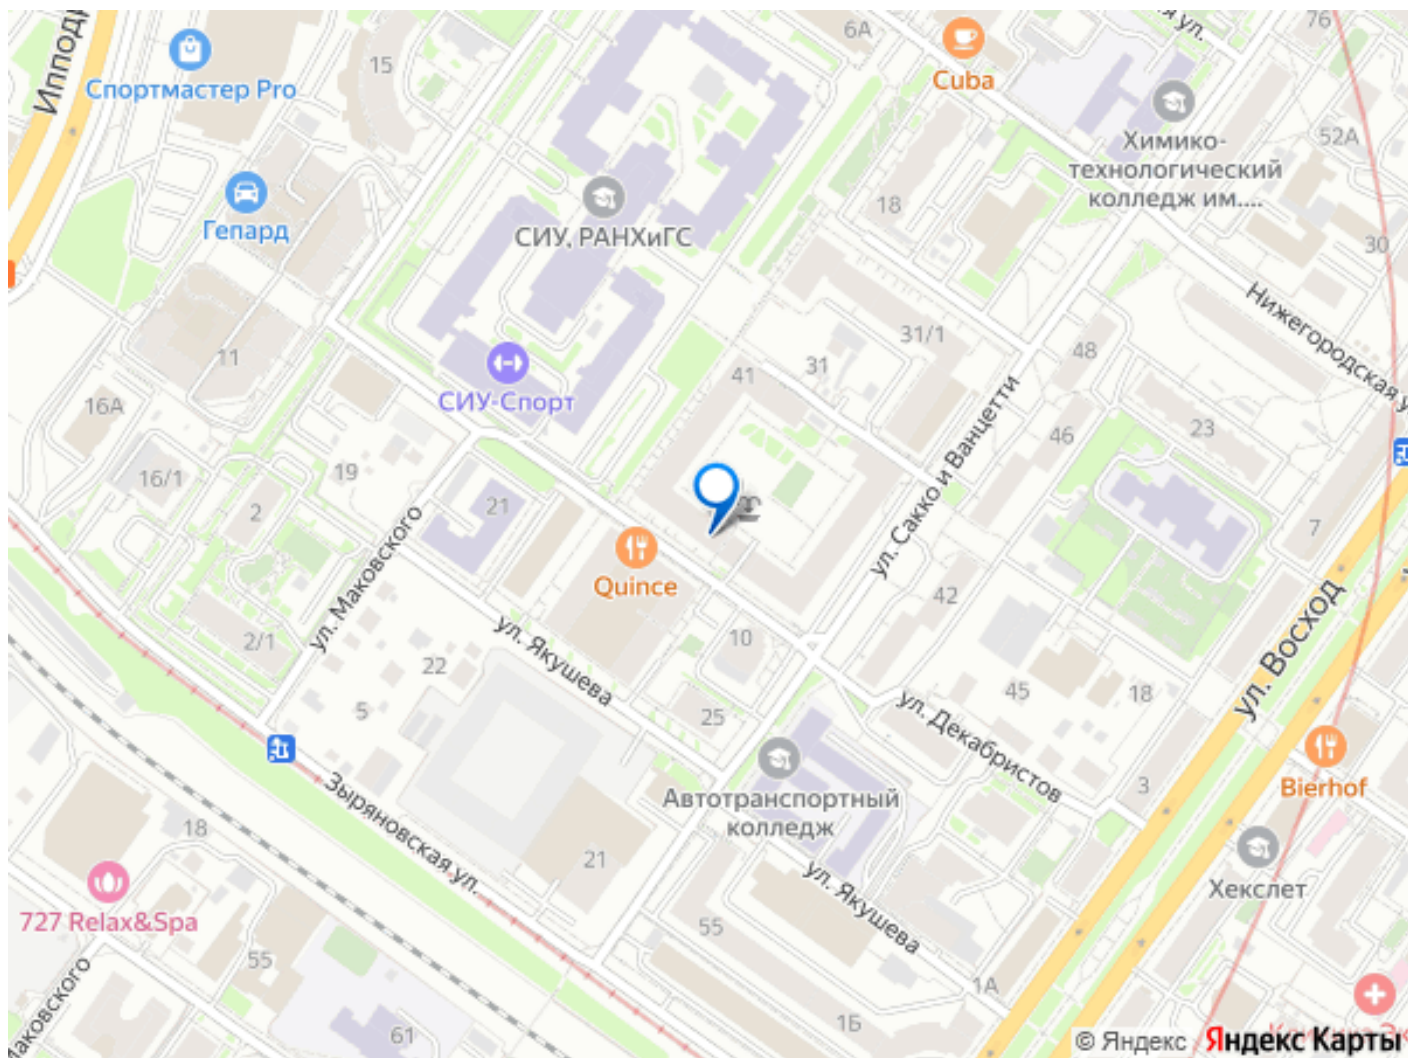 Ипподр
Спортмастер Pro
15
6А
Cuba
я ул.
76
52А
Химико-
технологический
колледж им....
Гепард
СИУ, РАНХиГС
18
30
Нижегородская у
11
СИУ-Спорт
31/1
31
41
48
16А
46
23
19
16/1
2
21
ул. Маковского
ул. Сакко и Ванцетти
7
Quince
42
ул. Якушева
2/1
22
10
5
25
45
18
ул. Восход
ул. Декабристов
Bierhof
3
Зыряновская ул.
Автотранспортный
колледж
18
21
Хекслет
727 Relax&Spa
ул. Якушева
55
55
1А
аковского
61
1Б
© Яндекс
Яндекс Карты